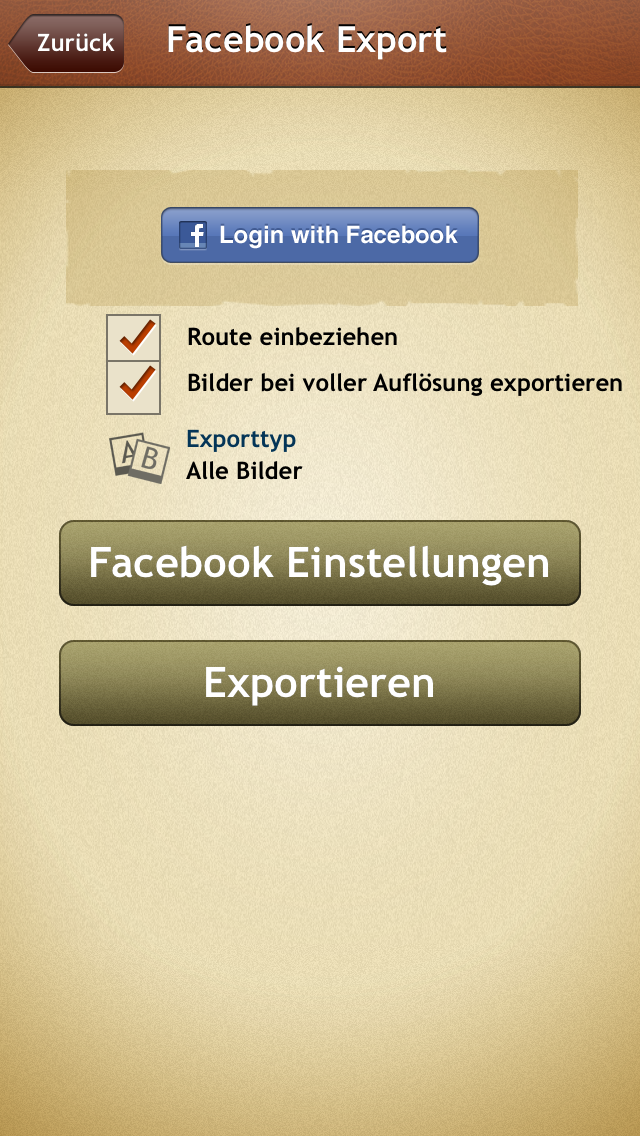 Zurück
Facebook Export
f Login with Facebook
Route einbeziehen
Bilder bei voller Auflösung exportieren
A B
Exporttyp
Alle Bilder
Facebook Einstellungen
Exportieren